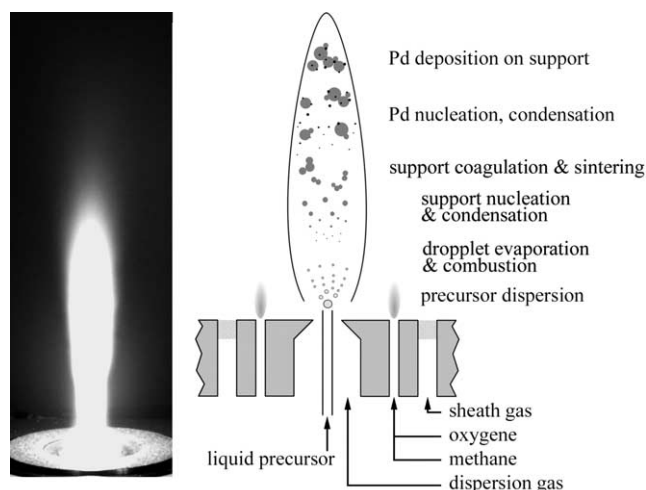 Pd deposition on support
Pd nucleation, condensation
support coagulation & sintering
support nucleation
& condensation
dropplet evaporation
& combustion
precursor dispersion
sheath gas
oxygene
liquid precursor
methane
dispersion gas